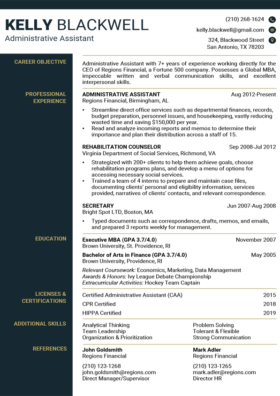 KELLY BLACKWELL
Administrative Assistant
(210) 268-1624
kelly.blackwell@gmail.com
324, Blackwood Street
San Antonio, TX 78203
CAREER OBJECTIVE
Administrative Assistant with 7+ years of experience working directly for the
CEO of Regions Financial, a Fortune 500 company. Possesses a Global MBA,
impeccable written and verbal communication skills, and excellent
interpersonal skills.
PROFESSIONAL
EXPERIENCE
ADMINISTRATIVE ASSISTANT Aug 2012-Present
Regions Financial, Birmingham, AL
• Streamline direct office services such as departmental finances, records,
budget preparation, personnel issues, and housekeeping, vastly reducing
wasted time and saving $150,000 per year.
• Read and analyze incoming reports and memos to determine their
importance and plan their distribution across a staff of 15.
REHABILITATION COUNSELOR Sep 2008-Jul 2012
Virginia Department of Social Services, Richmond, VA
• Strategized with 200+ clients to help them achieve goals, choose
rehabilitation programs plans, and develop a menu of options for
accessing necessary social services.
• Trained a team of 4 interns to prepare and maintain case files,
documenting clients' personal and eligibility information, services
provided, narratives of clients' contacts, and relevant correspondence.
SECRETARY Jun 2007-Aug 2008
Bright Spot LTD, Boston, MA
• Typed documents such as correspondence, drafts, memos, and emails,
and prepared 3 reports weekly for management.
EDUCATION
Executive MBA (GPA 3.7/4.0) November 2007
Brown University, St. Providence, RI
Bachelor of Arts in Finance (GPA 3.7/4.0) May 2005
Brown University, Providence, RI
Relevant Coursework: Economics, Marketing, Data Management
Awards & Honors: Ivy League Debate Championship
Extracurricular Activities: Hockey Team Captain
LICENSES &
CERTIFICATIONS
Certified Administrative Assistant (CAA) 2015
CPR Certified 2018
HIPPA Certified 2019
ADDITIONAL SKILLS
Analytical Thinking Problem Solving
Team Leadership Tolerant & Flexible
Organization & Prioritization Strong Communication
REFERENCES
John Goldsmith Mark Adler
Regions Financial Regions Financial
(210) 123-1268 (210) 123-1265
john.goldsmith@regions.com mark.adler@regions.com
Direct Manager/Supervisor Director HR